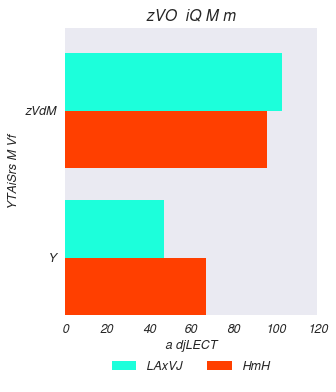 zVO iQ M m
YTAiSrs M Vf
zVdM
Y
0 20 40 60 80 100 120
a djLECT
LAxVJ HmH